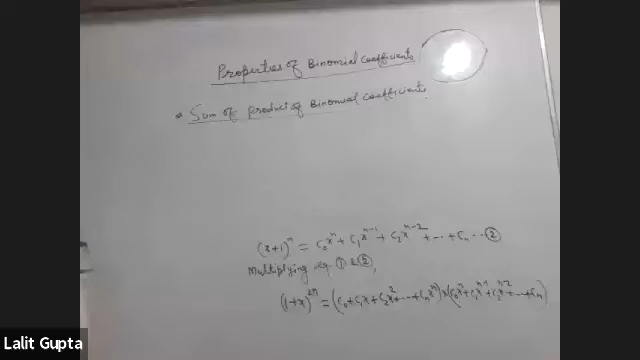 Properties of Binomial coefficients
* Sum of product of Binomial coefficients
(x+1)^n = C₀x^n + C₁x^(n-1) + C₂x^(n-2) + ... + Cₙ ... ②
Multiplying eq. ① & ②,
(1+x)^(2n) = (C₀+C₁x+C₂x²+...+Cₙx^n)×(C₀x^n+C₁x^(n-1)+C₂x^(n-2)+...+Cₙ)
Lalit Gupta